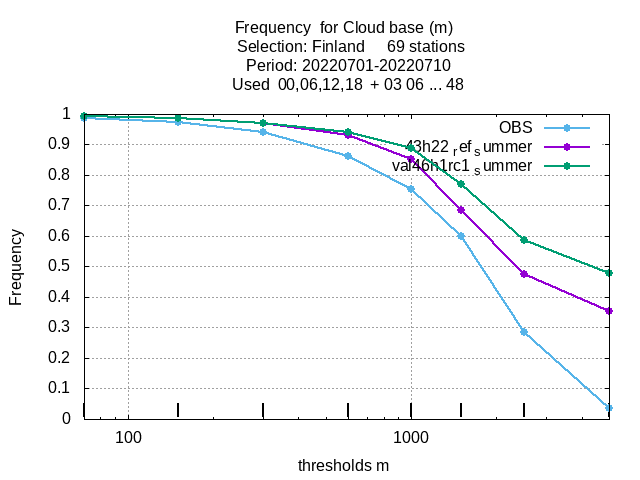 Frequency  for Cloud base (m)
Selection: Finland     69 stations
Period: 20220701-20220710
Used  00,06,12,18  + 03 06 ... 48
1
0.9
0.8
0.7
0.6
0.5
0.4
0.3
0.2
0.1
0
Frequency
OBS
43h22 ref summer
val46h1rc1 summer
100
1000
thresholds m